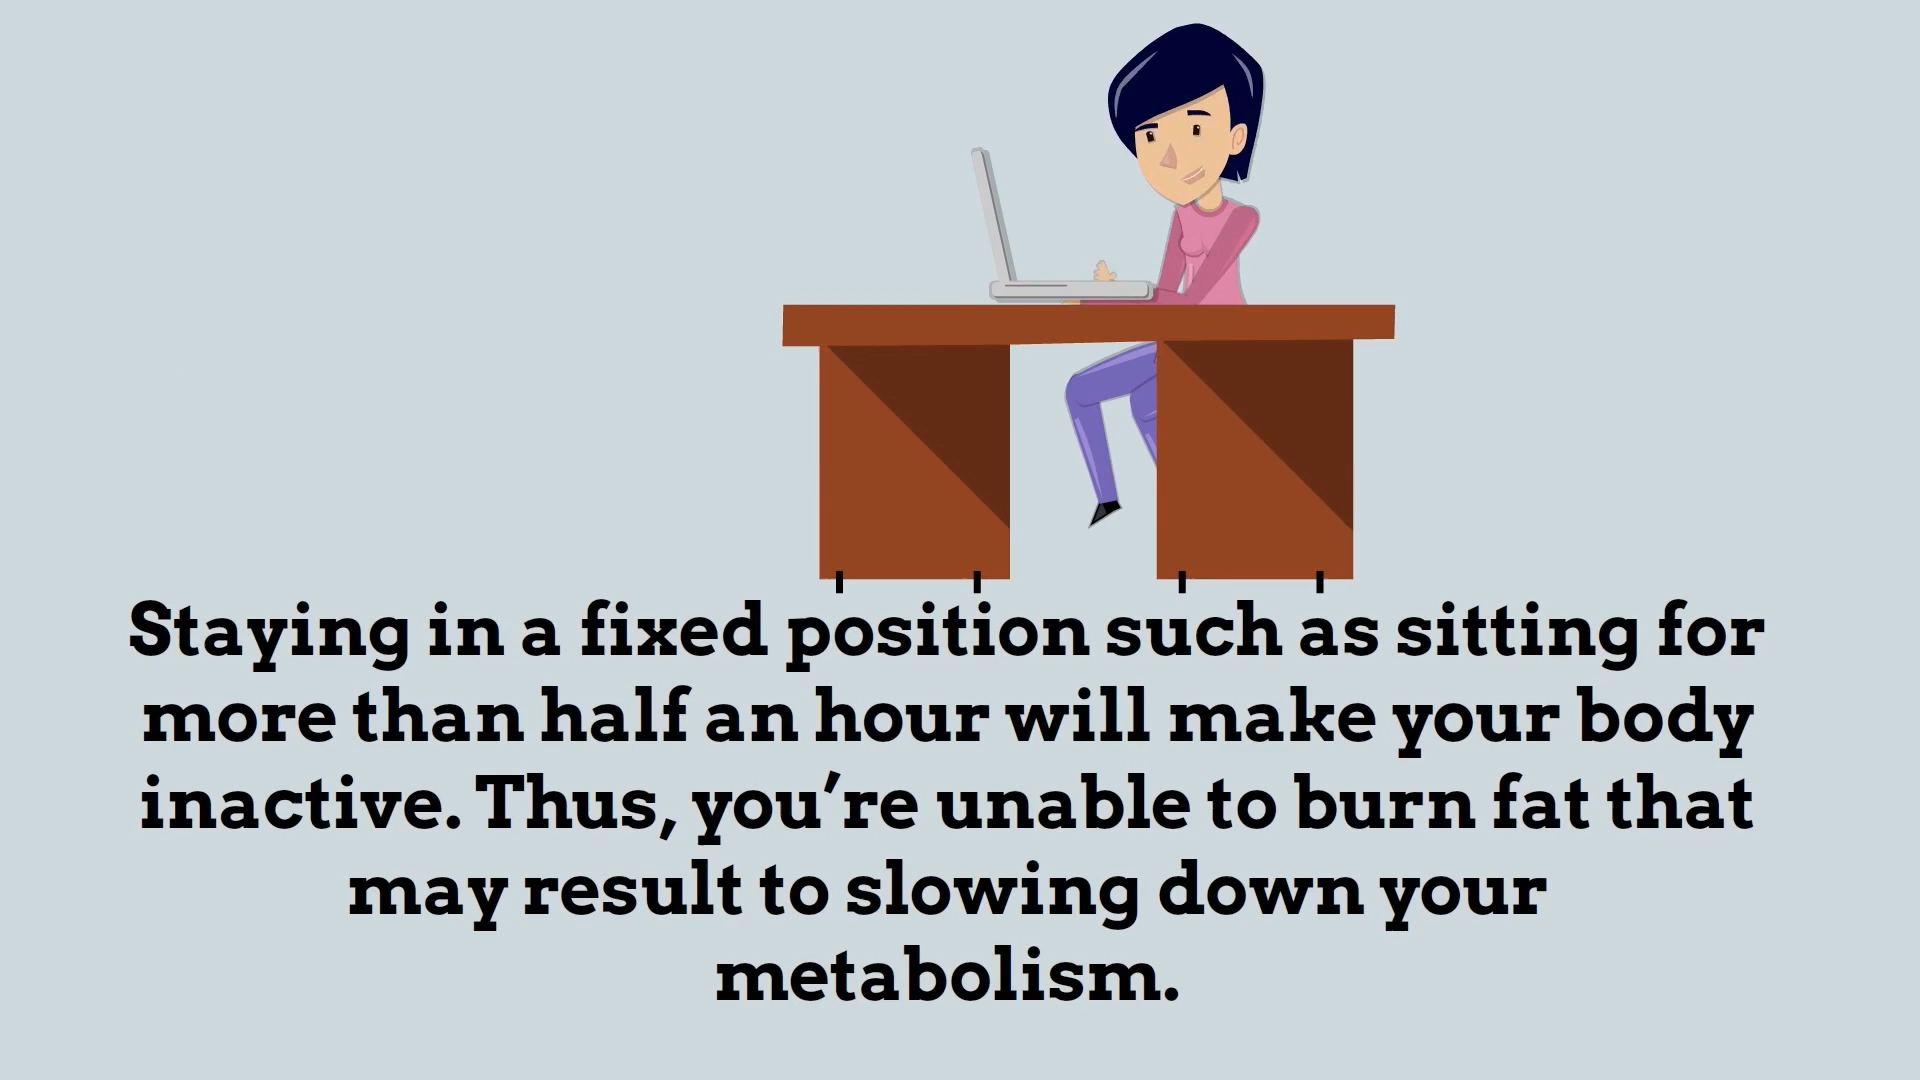 Staying in a fixed position such as sitting for
more than half an hour will make your body
inactive. Thus, you’re unable to burn fat that
may result to slowing down your
metabolism.